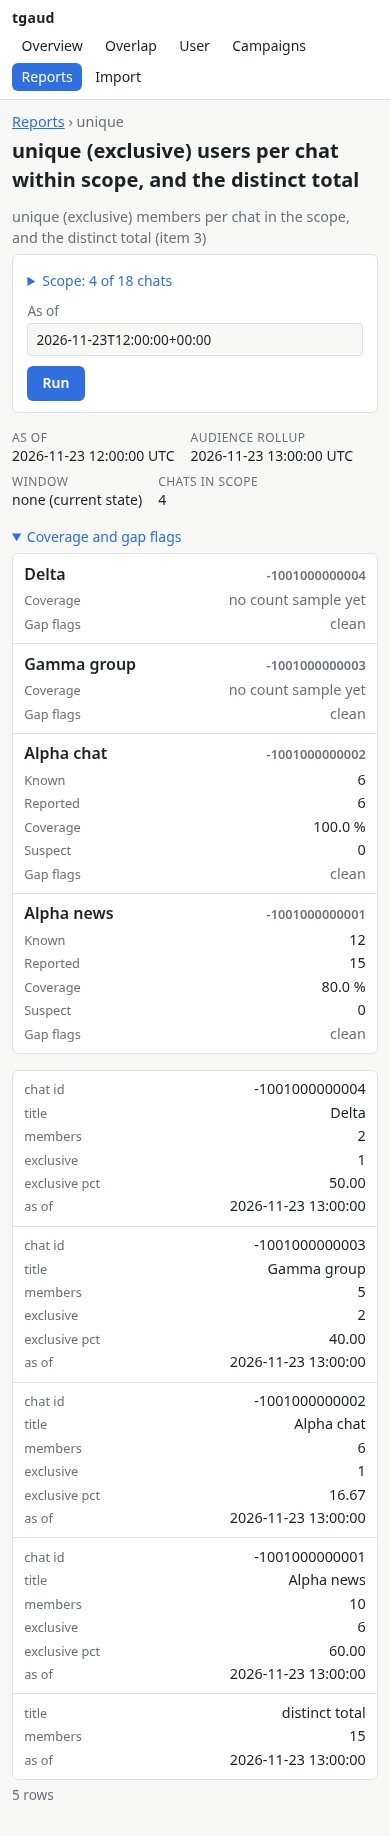 tgaud
Overview Overlap User Campaigns
Reports Import
Reports › unique
unique (exclusive) users per chat
within scope, and the distinct total
unique (exclusive) members per chat in the scope,
and the distinct total (item 3)
▶ Scope: 4 of 18 chats
As of
2026-11-23T12:00:00+00:00
Run
AS OF AUDIENCE ROLLUP
2026-11-23 12:00:00 UTC 2026-11-23 13:00:00 UTC
WINDOW CHATS IN SCOPE
none (current state) 4
▼ Coverage and gap flags
Delta -1001000000004
Coverage no count sample yet
Gap flags clean
Gamma group -1001000000003
Coverage no count sample yet
Gap flags clean
Alpha chat -1001000000002
Known 6
Reported 6
Coverage 100.0 %
Suspect 0
Gap flags clean
Alpha news -1001000000001
Known 12
Reported 15
Coverage 80.0 %
Suspect 0
Gap flags clean
chat id -1001000000004
title Delta
members 2
exclusive 1
exclusive pct 50.00
as of 2026-11-23 13:00:00
chat id -1001000000003
title Gamma group
members 5
exclusive 2
exclusive pct 40.00
as of 2026-11-23 13:00:00
chat id -1001000000002
title Alpha chat
members 6
exclusive 1
exclusive pct 16.67
as of 2026-11-23 13:00:00
chat id -1001000000001
title Alpha news
members 10
exclusive 6
exclusive pct 60.00
as of 2026-11-23 13:00:00
title distinct total
members 15
as of 2026-11-23 13:00:00
5 rows